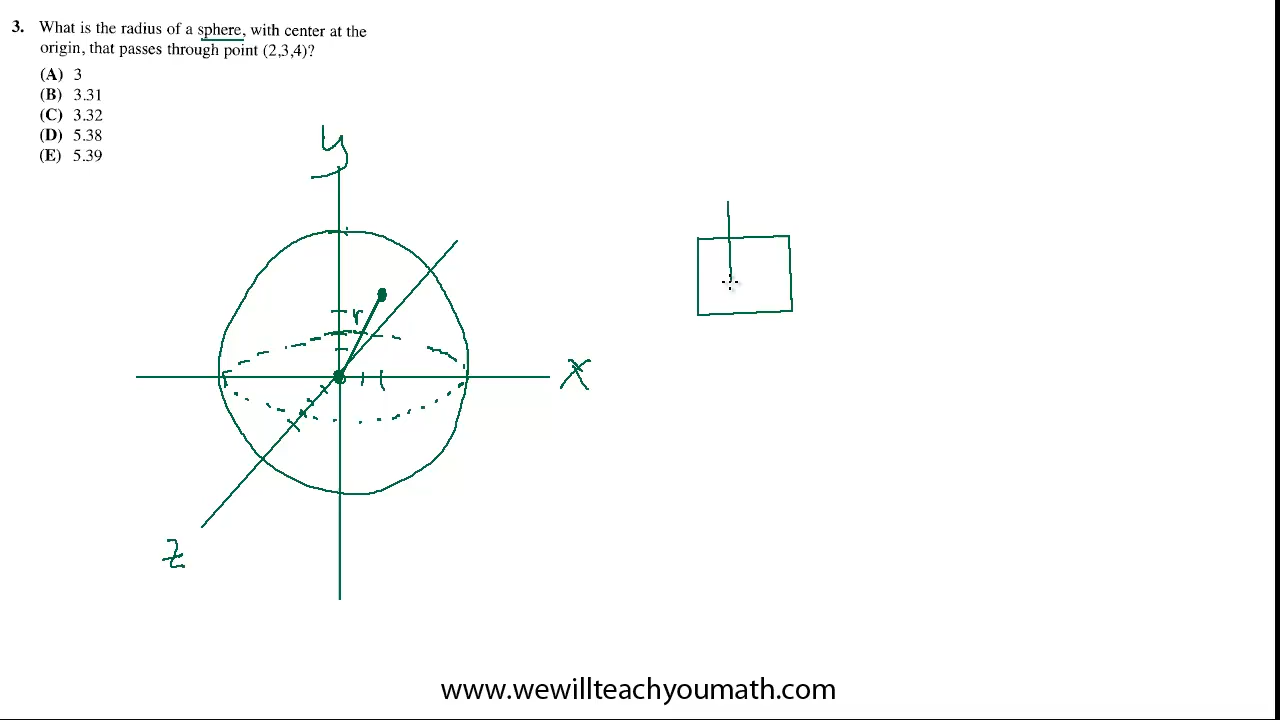 3. What is the radius of a sphere, with center at the
origin, that passes through point (2,3,4)?
(A) 3
(B) 3.31
(C) 3.32
(D) 5.38
(E) 5.39
y
r
x
z
www.wewillteachyoumath.com